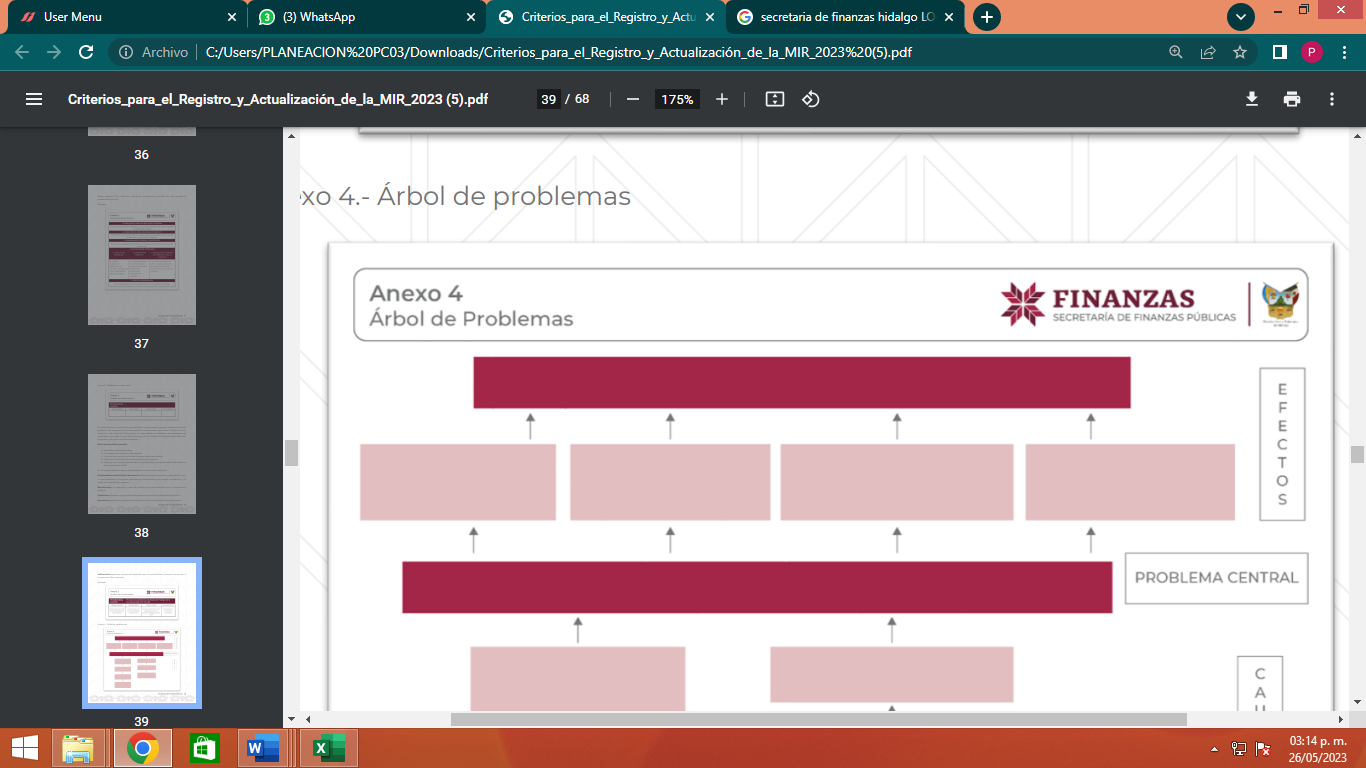 User Menu
(3) WhatsApp
Criterios_para_el_Registro_y_Actu
secretaria de finanzas hidalgo LO
Archivo
C:/Users/PLANEACION%20PC03/Downloads/Criterios_para_el_Registro_y_Actualización_de_la_MIR_2023%20(5).pdf
P
Criterios_para_el_Registro_y_Actualización_de_la_MIR_2023 (5).pdf
39 / 68
175%
36
37
38
39
exo 4.- Árbol de problemas
Anexo 4
Árbol de Problemas
FINANZAS
SECRETARÍA DE FINANZAS PÚBLICAS
EFECTOS
PROBLEMA CENTRAL
CAU
03:14 p. m.
26/05/2023